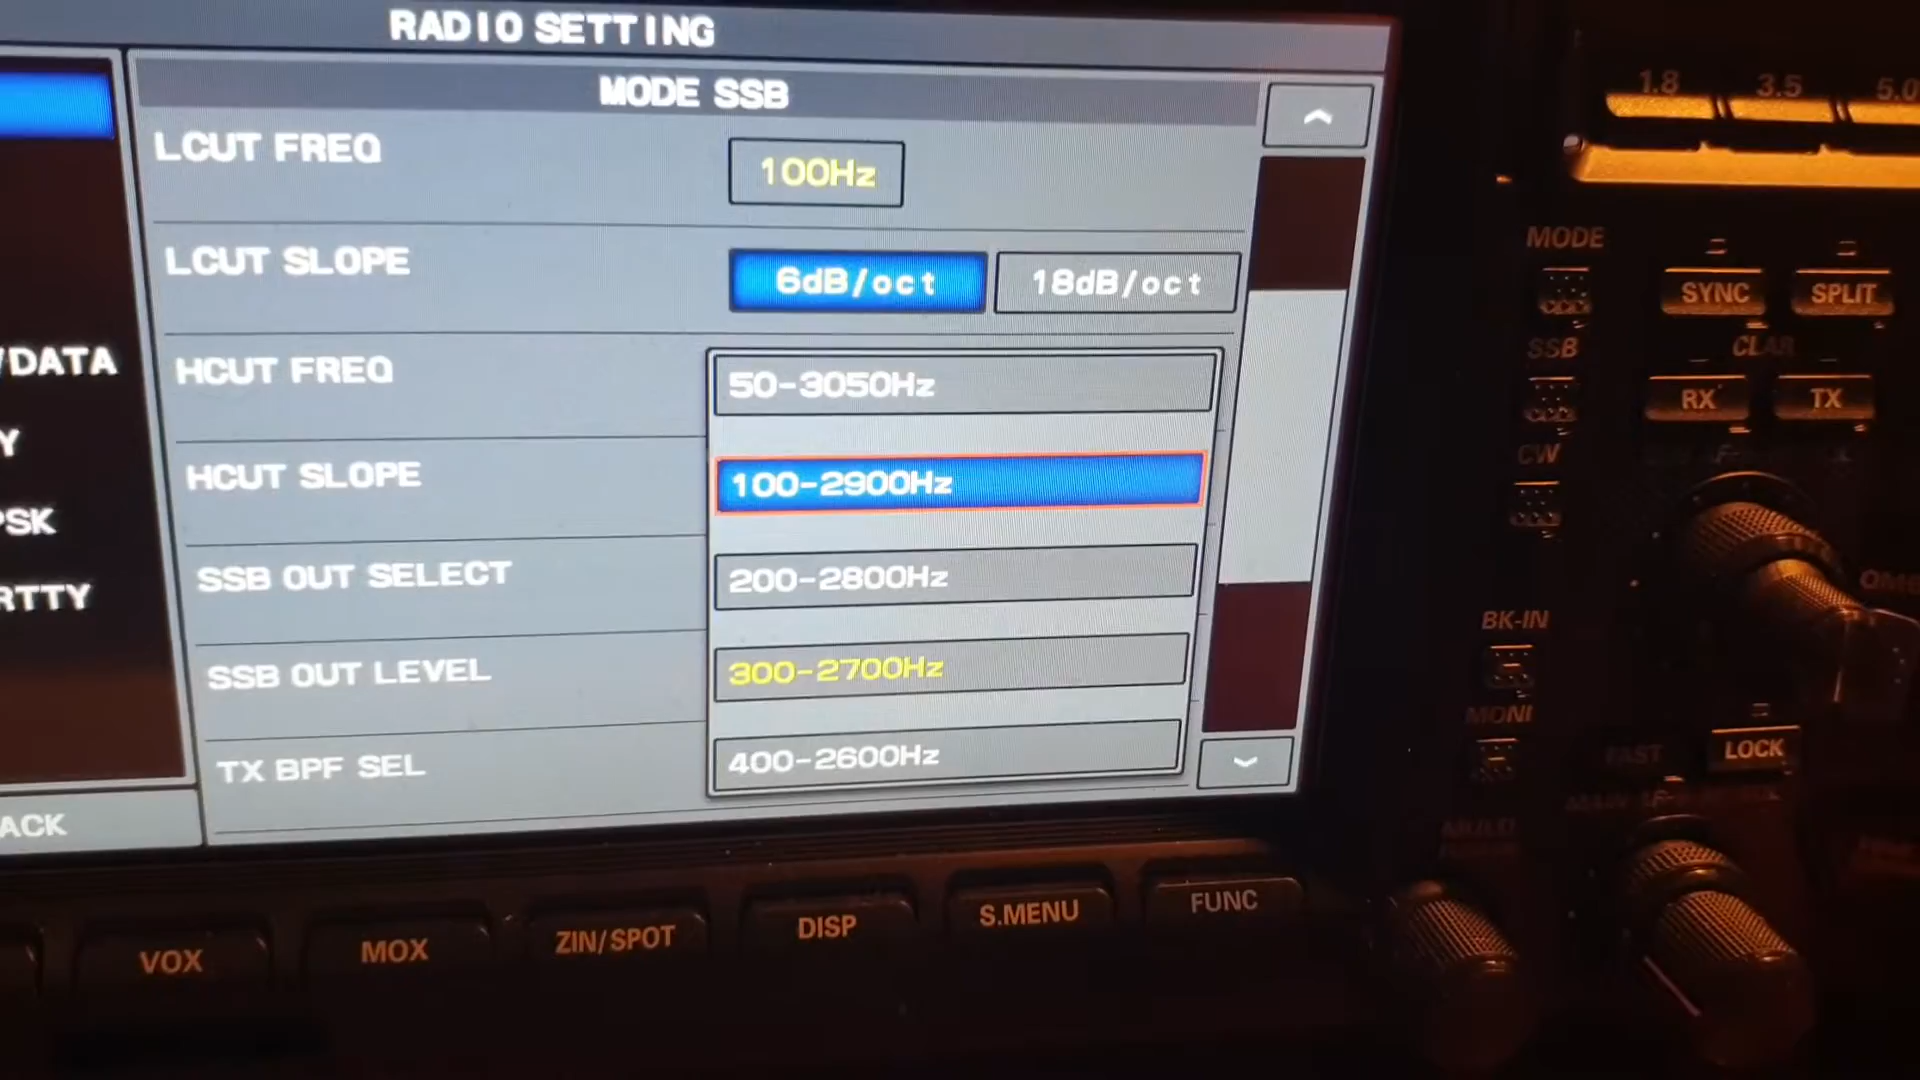 RADIO SETTING
MODE SSB
LCUT FREQ
100Hz
LCUT SLOPE
6dB/oct
18dB/oct
HCUT FREQ
50-3050Hz
HCUT SLOPE
100-2900Hz
SSB OUT SELECT
200-2800Hz
SSB OUT LEVEL
300-2700Hz
TX BPF SEL
400-2600Hz
/DATA
Y
PSK
RTTY
ACK
VOX
MOX
ZIN/SPOT
DISP
S.MENU
FUNC
1.8
3.5
5.0
MODE
SYNC
SPLIT
SSB
CLAR
RX
TX
CW
BK-IN
MONI
FAST
LOCK